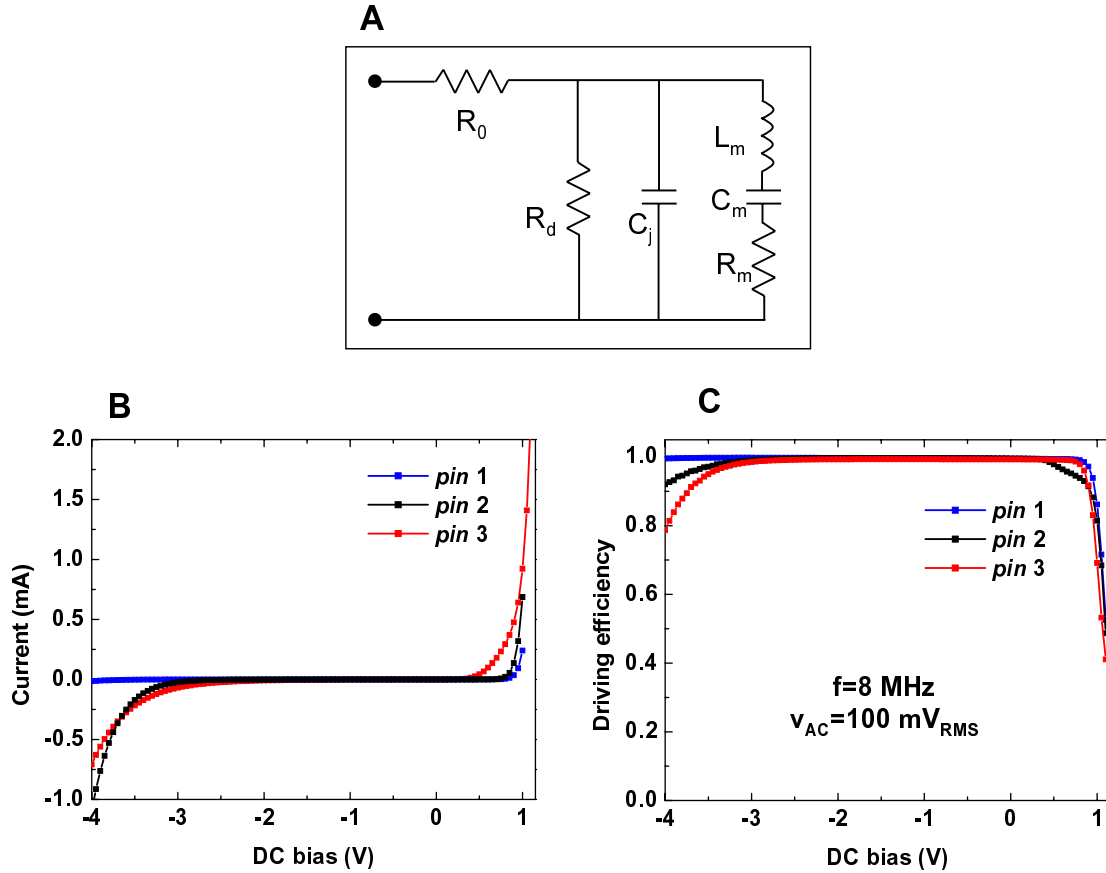 A
R0
Rd
Cj
Lm
Cm
Rm
B
2.0
1.5
1.0
0.5
0.0
-0.5
-1.0
-4
-3
-2
-1
0
1
Current (mA)
DC bias (V)
pin 1
pin 2
pin 3
C
1.0
0.8
0.6
0.4
0.2
0.0
-4
-3
-2
-1
0
1
Driving efficiency
DC bias (V)
pin 1
pin 2
pin 3
f=8 MHz
vAC=100 mVRMS